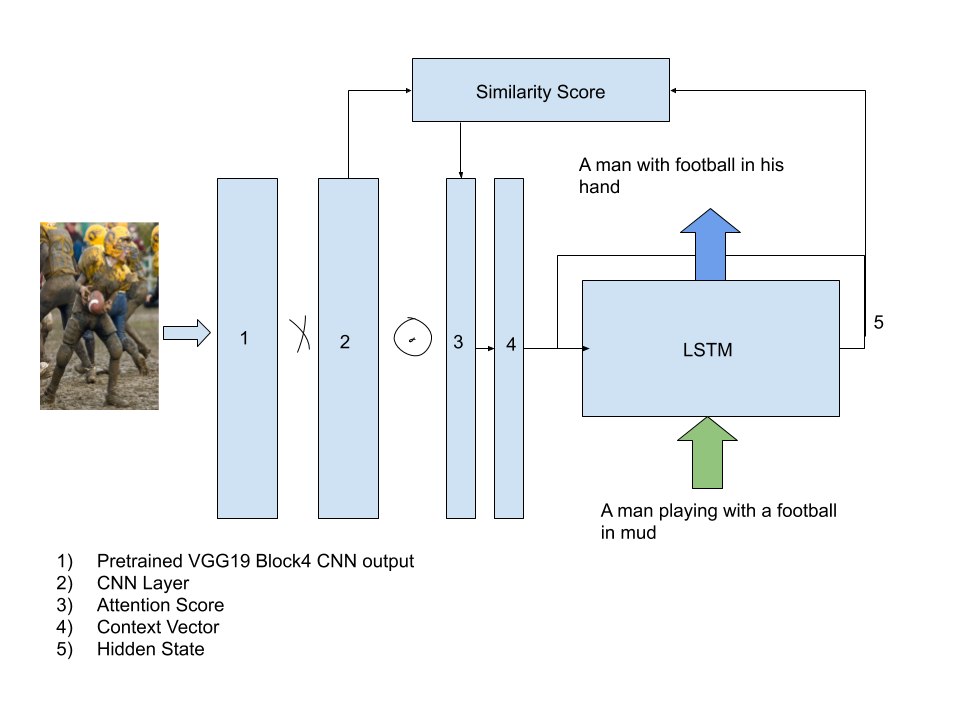 Similarity Score
A man with football in his
hand
1
2
3
4
LSTM
5
A man playing with a football
in mud
1) Pretrained VGG19 Block4 CNN output
2) CNN Layer
3) Attention Score
4) Context Vector
5) Hidden State